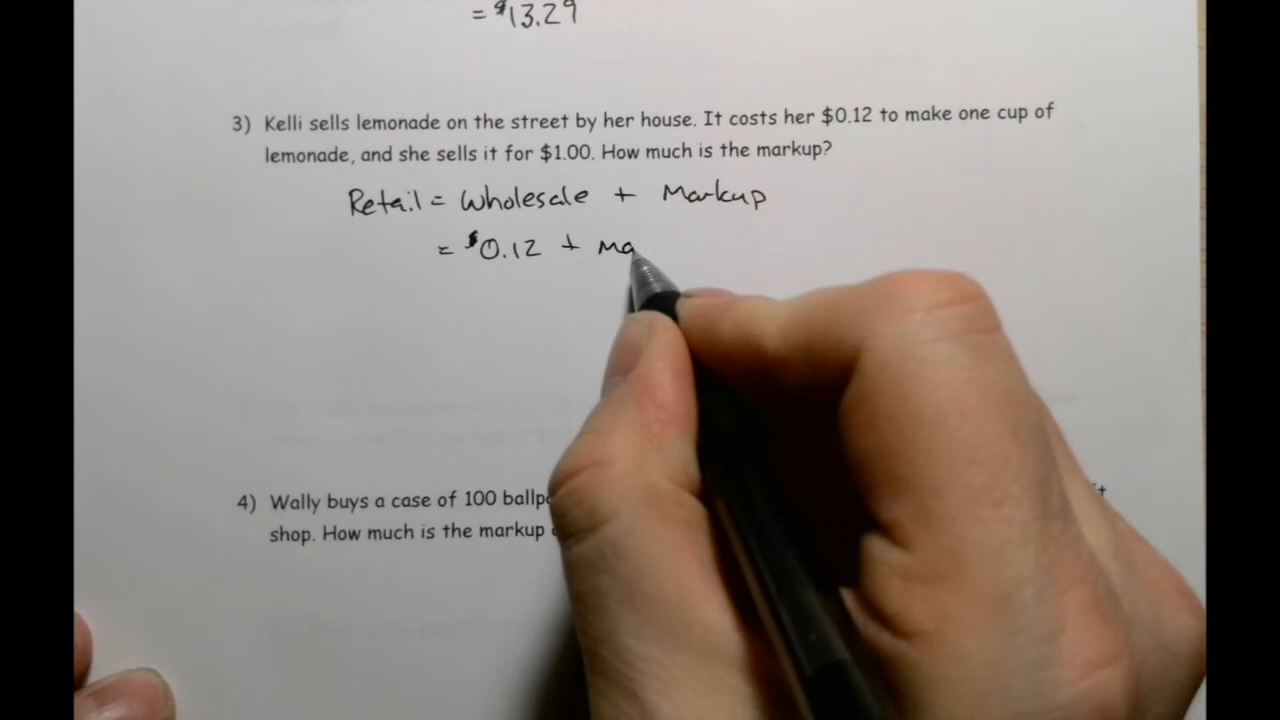 = $13.29
3) Kelli sells lemonade on the street by her house. It costs her $0.12 to make one cup of
lemonade, and she sells it for $1.00. How much is the markup?
Retail = Wholesale + Markup
= $0.12 + Ma
4) Wally buys a case of 100
shop. How much is the markup